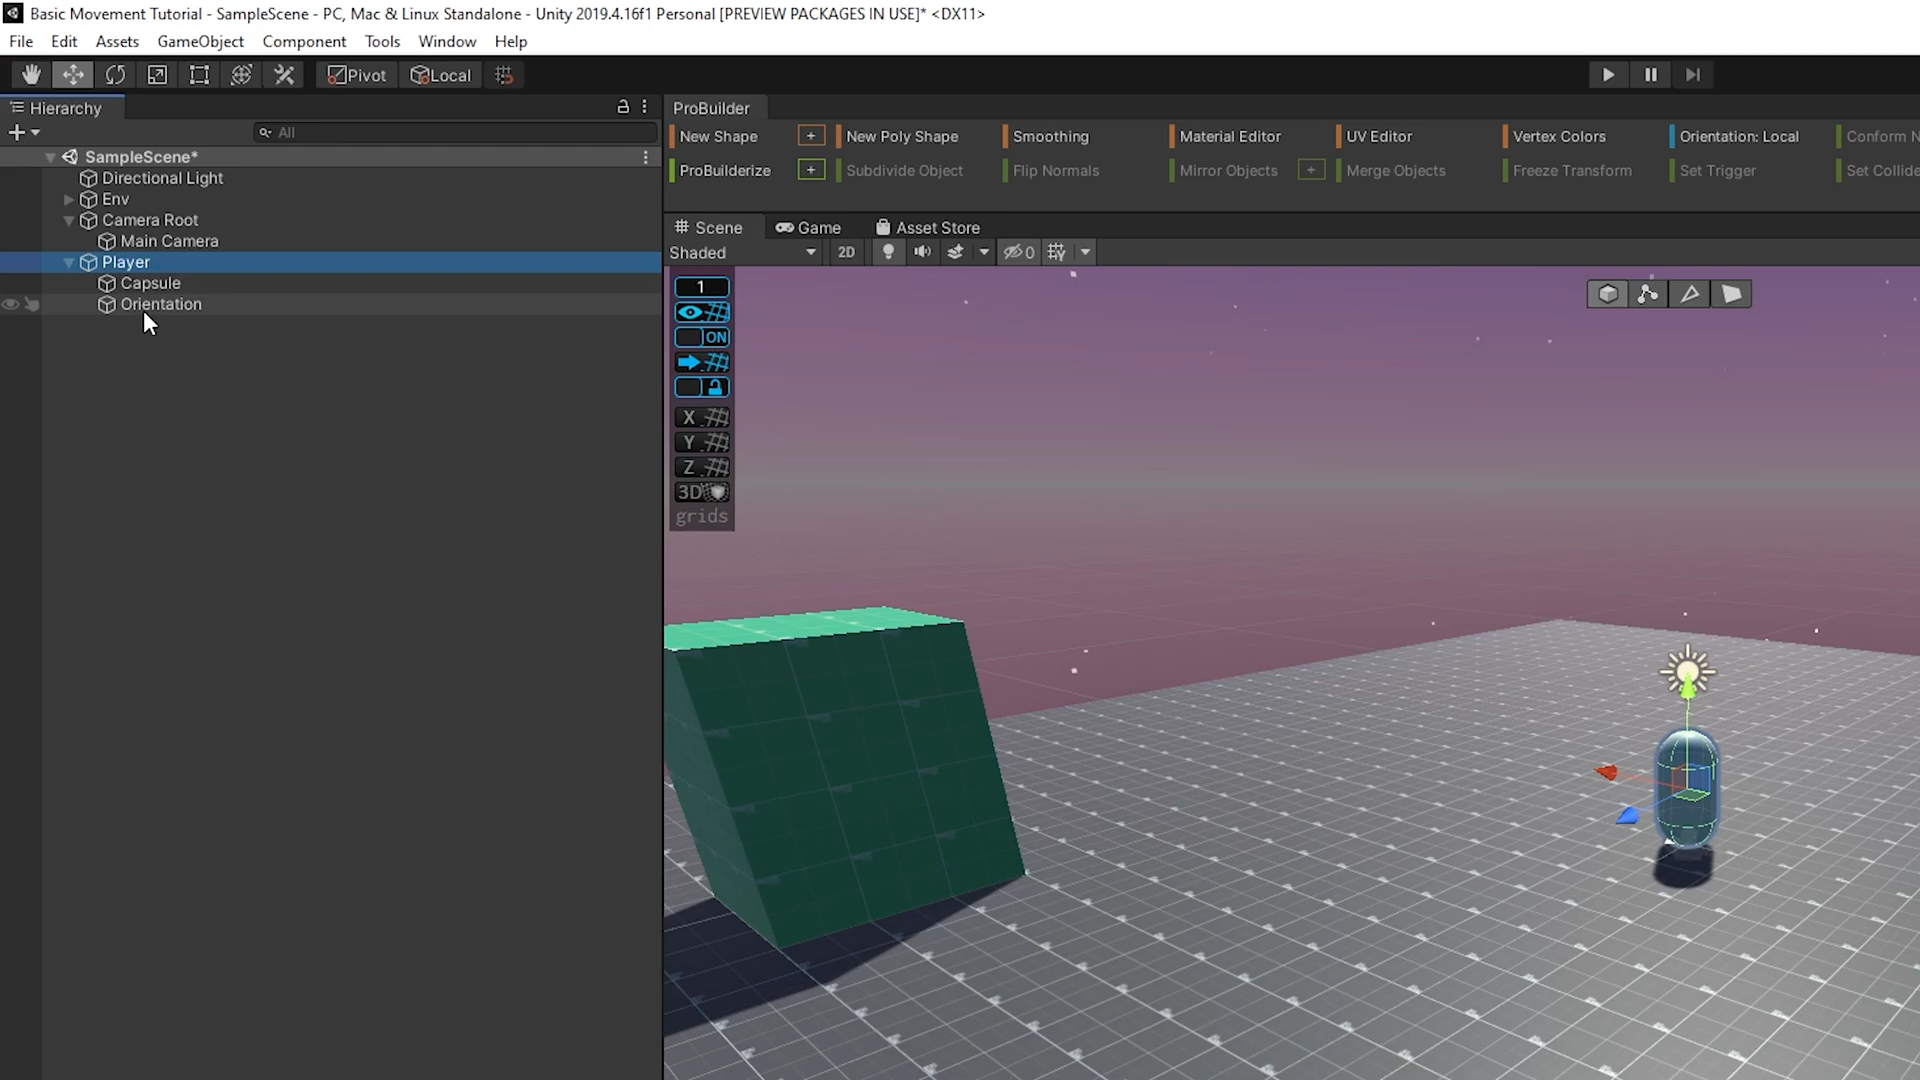 Basic Movement Tutorial - SampleScene - PC, Mac & Linux Standalone - Unity 2019.4.16f1 Personal [PREVIEW PACKAGES IN USE]* <DX11>
File Edit Assets GameObject Component Tools Window Help
Pivot Local
Hierarchy
All
SampleScene*
Directional Light
Env
Camera Root
Main Camera
Player
Capsule
Orientation
ProBuilder
New Shape + New Poly Shape Smoothing Material Editor UV Editor Vertex Colors Orientation: Local Conform N
ProBuilderize + Subdivide Object Flip Normals Mirror Objects + Merge Objects Freeze Transform Set Trigger Set Collide
Scene Game Asset Store
Shaded 2D 0
1
ON
X
Y
Z
3D
grids